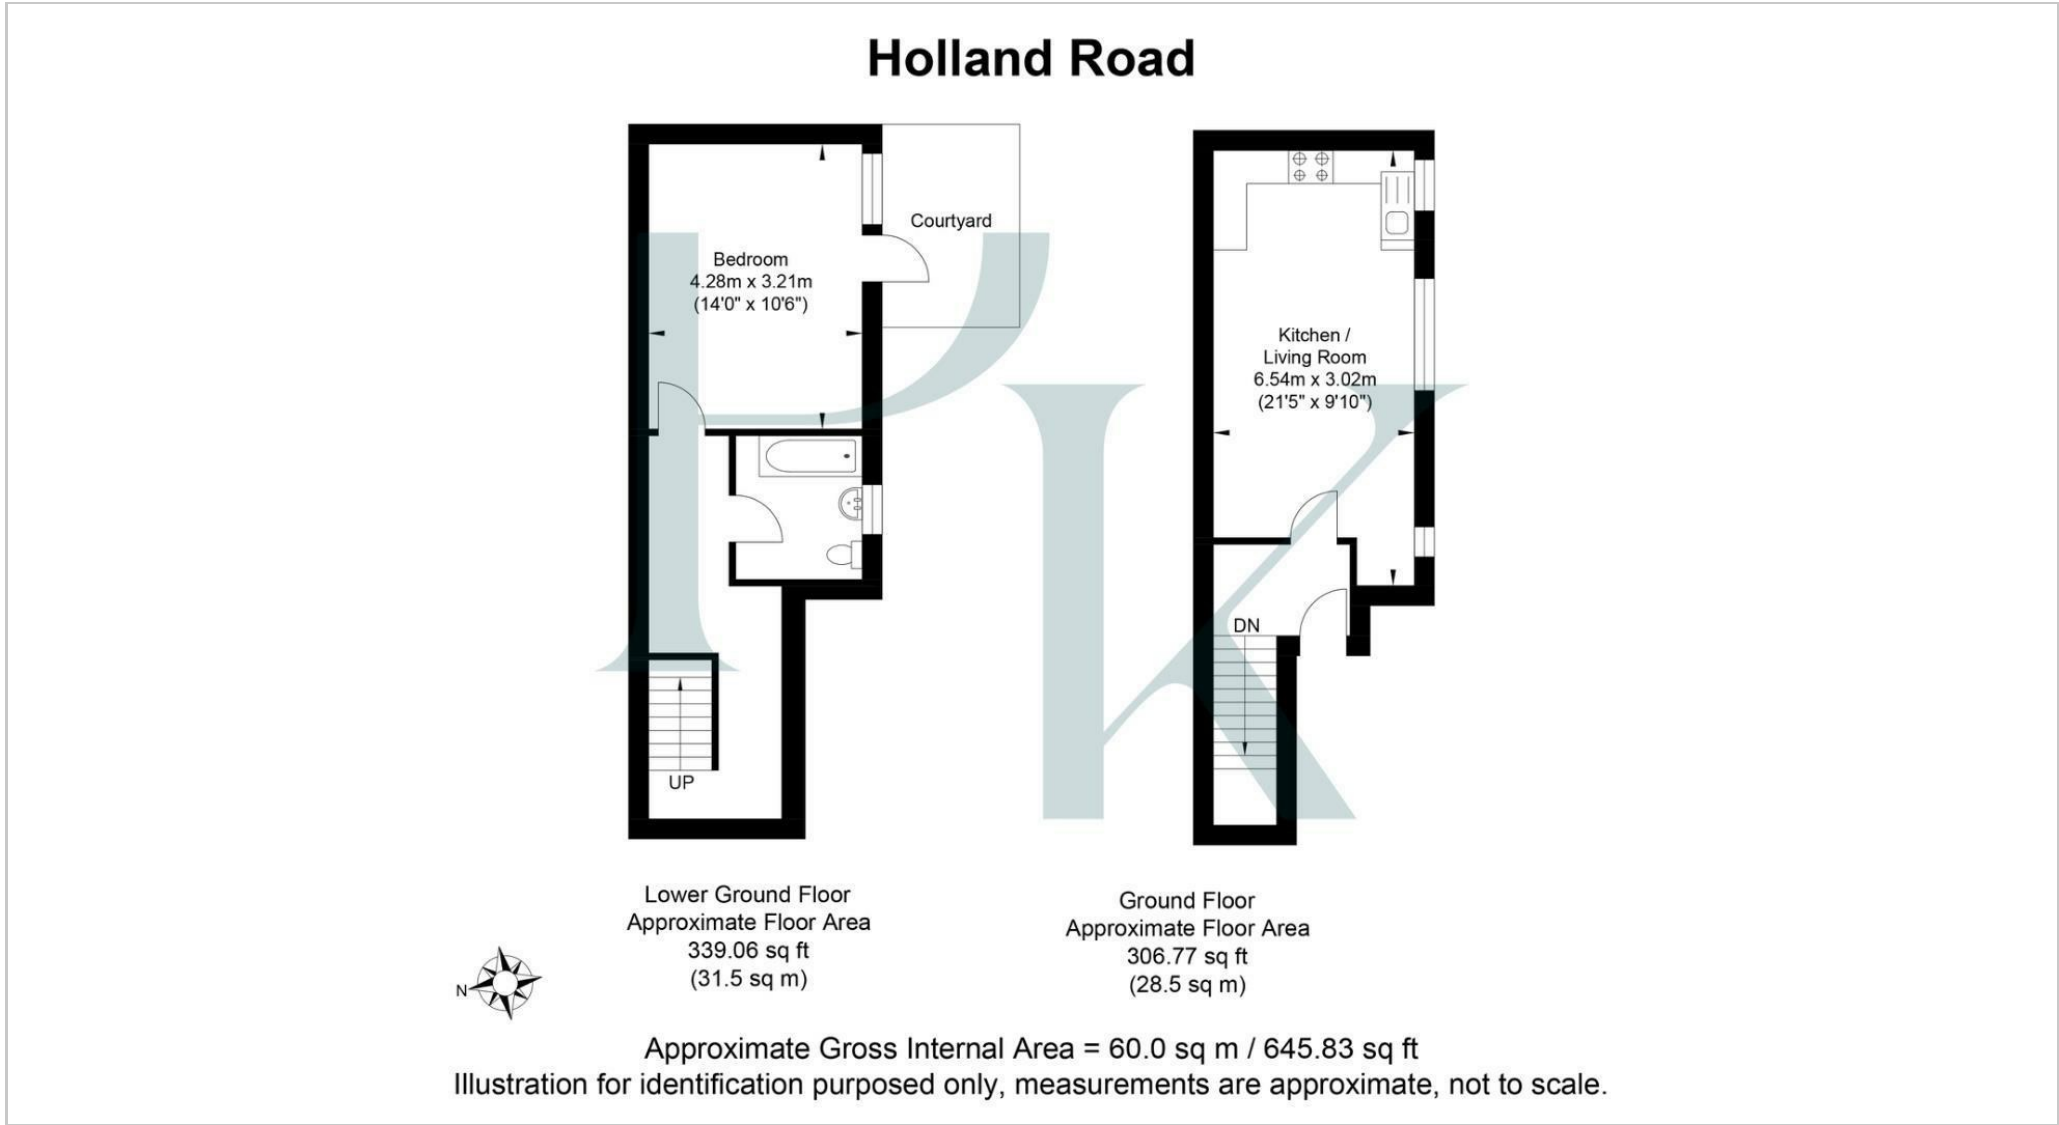 Holland Road
Courtyard
Bedroom
4.28m x 3.21m
(14'0" x 10'6")
UP
Kitchen /
Living Room
6.54m x 3.02m
(21'5" x 9'10")
DN
Lower Ground Floor
Approximate Floor Area
339.06 sq ft
(31.5 sq m)
Ground Floor
Approximate Floor Area
306.77 sq ft
(28.5 sq m)
N
Approximate Gross Internal Area = 60.0 sq m / 645.83 sq ft
Illustration for identification purposed only, measurements are approximate, not to scale.
PK